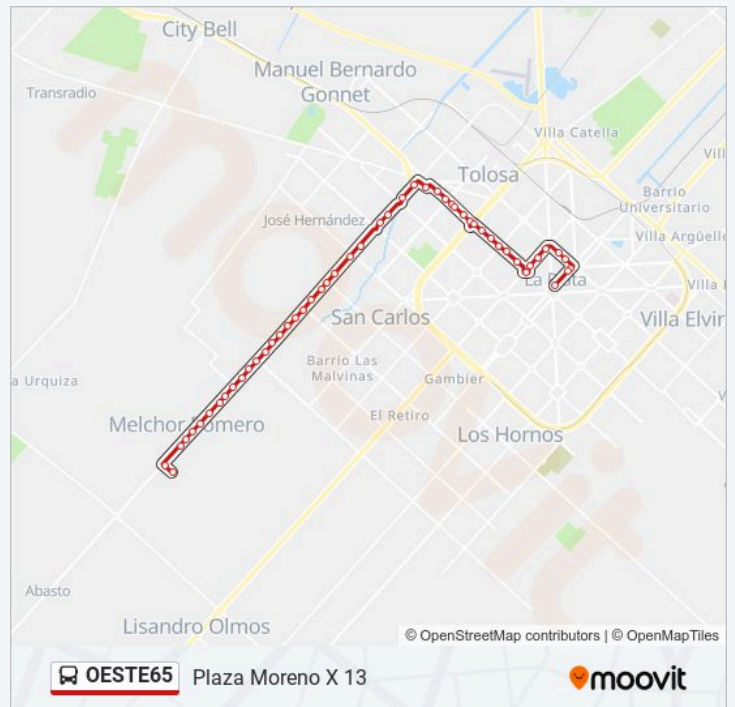 City Bell
Manuel Bernardo
Gonnet
Transradio
Villa Catella
Vill
Tolosa
Barrio
Universitario
José Hernández
Villa Argüello
La Plata
Villa
San Carlos
Villa Elvir
Barrio Las
Malvinas
a Urquiza
Gambier
El Retiro
Melchor Romero
Los Hornos
Abasto
Lisandro Olmos
moovit
© OpenStreetMap contributors | © OpenMapTiles
OESTE65 Plaza Moreno X 13
moovit